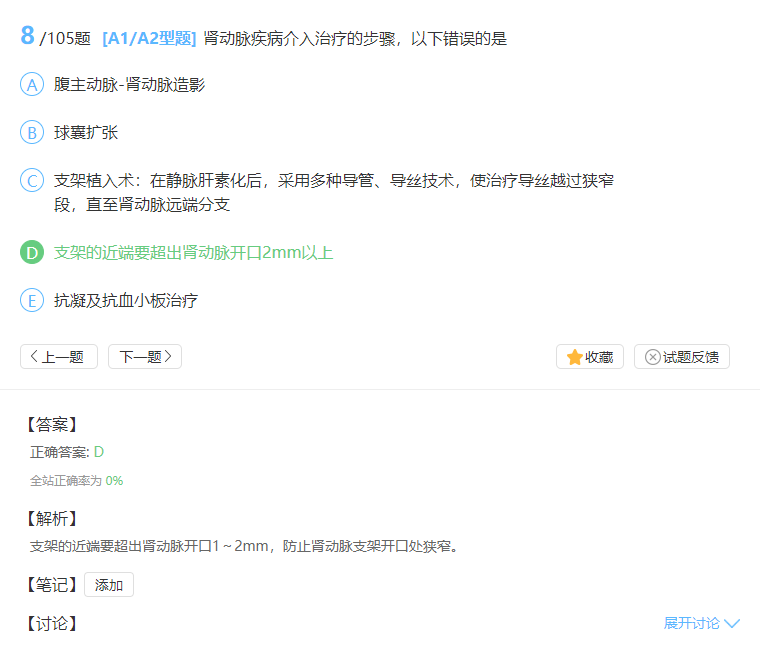 8 /105题 [A1/A2型题] 肾动脉疾病介入治疗的步骤，以下错误的是
A 腹主动脉-肾动脉造影
B 球囊扩张
C 支架植入术：在静脉肝素化后，采用多种导管、导丝技术，使治疗导丝越过狭窄
段，直至肾动脉远端分支
D 支架的近端要超出肾动脉开口2mm以上
E 抗凝及抗血小板治疗
上一题 下一题 收藏 试题反馈
【答案】
正确答案: D
全站正确率为 0%
【解析】
支架的近端要超出肾动脉开口1～2mm，防止肾动脉支架开口处狭窄。
【笔记】 添加
【讨论】 展开讨论